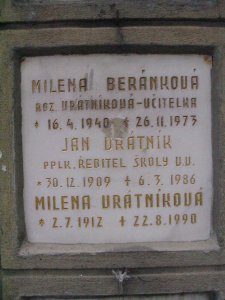 MILENA BERÁNKOVÁ
ROZ. VRÁTNÍKOVÁ-UČITELKA
* 16.4.1940 † 26.11.1973
JAN VRÁTNÍK
PPLK. ŘEDITEL ŠKOLY V.V.
* 30.12.1909 † 6.3.1986
MILENA VRÁTNÍKOVÁ
* 2.7.1912 † 22.8.1990